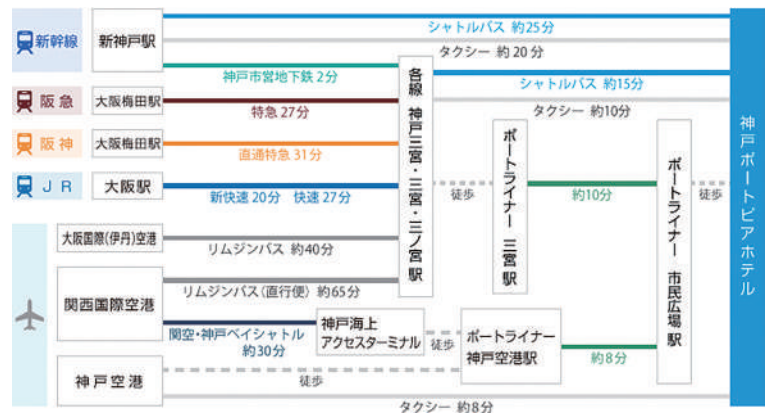 新幹線
新神戸駅
シャトルバス 約25分
タクシー 約20分
神戸市営地下鉄 2分
阪急
大阪梅田駅
特急 27分
阪神
大阪梅田駅
直通特急 31分
JR
大阪駅
新快速 20分 快速 27分
各線 神戸三宮・三宮・三ノ宮 駅
シャトルバス 約15分
タクシー 約10分
徒歩
ポートライナー 三宮駅
約10分
ポートライナー 市民広場駅
徒歩
神戸ポートピアホテル
大阪国際(伊丹)空港
リムジンバス 約40分
関西国際空港
リムジンバス(直行便) 約65分
関空・神戸ベイシャトル
約30分
神戸海上
アクセスターミナル
徒歩
ポートライナー
神戸空港駅
約8分
神戸空港
徒歩
タクシー 約8分